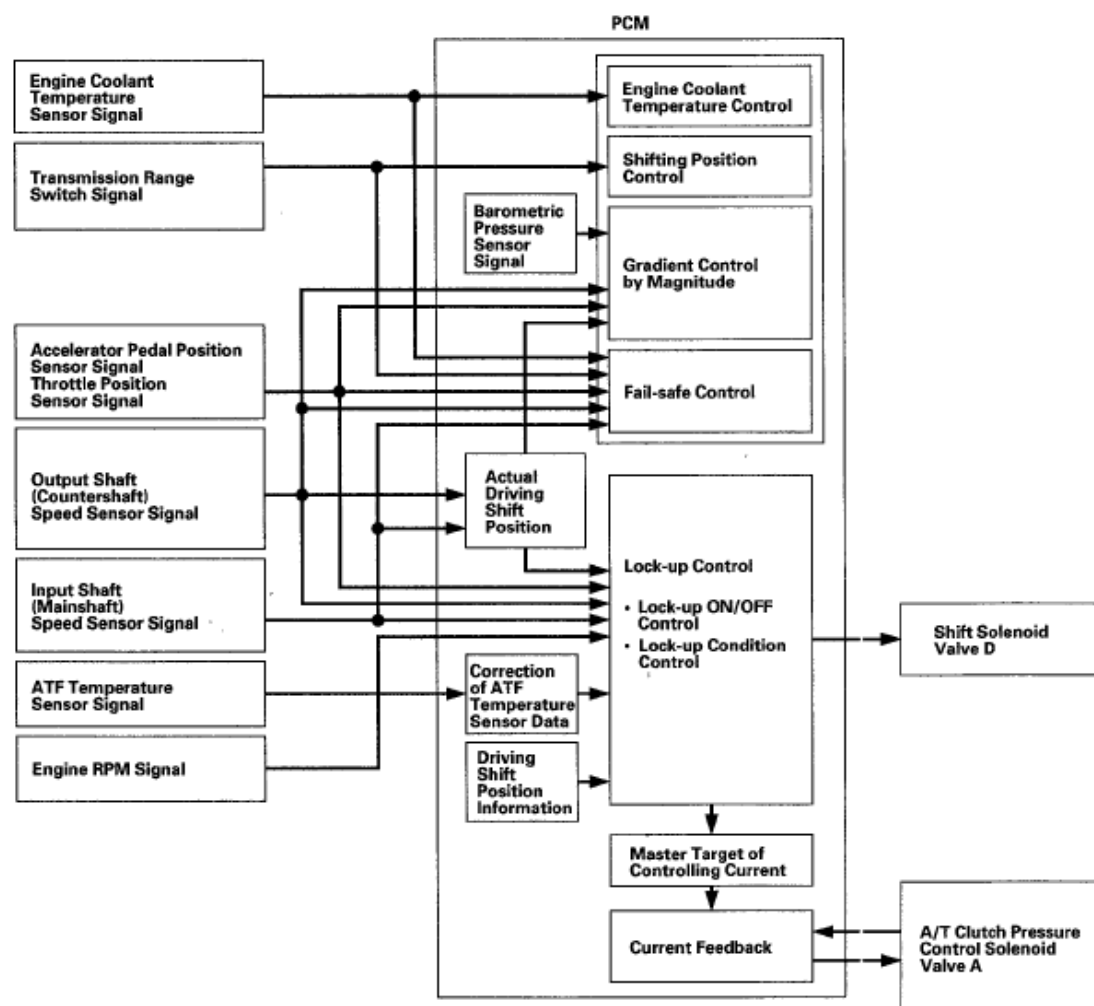 PCM
Engine Coolant
Temperature
Sensor Signal
Transmission Range
Switch Signal
Accelerator Pedal Position
Sensor Signal
Throttle Position
Sensor Signal
Output Shaft
(Countershaft)
Speed Sensor Signal
Input Shaft
(Mainshaft)
Speed Sensor Signal
ATF Temperature
Sensor Signal
Engine RPM Signal
Barometric
Pressure
Sensor
Signal
Actual
Driving
Shift
Position
Correction
of ATF
Temperature
Sensor Data
Driving
Shift
Position
Information
Engine Coolant
Temperature Control
Shifting Position
Control
Gradient Control
by Magnitude
Fail-safe Control
Lock-up Control
• Lock-up ON/OFF
Control
• Lock-up Condition
Control
Master Target of
Controlling Current
Current Feedback
Shift Solenoid
Valve D
A/T Clutch Pressure
Control Solenoid
Valve A